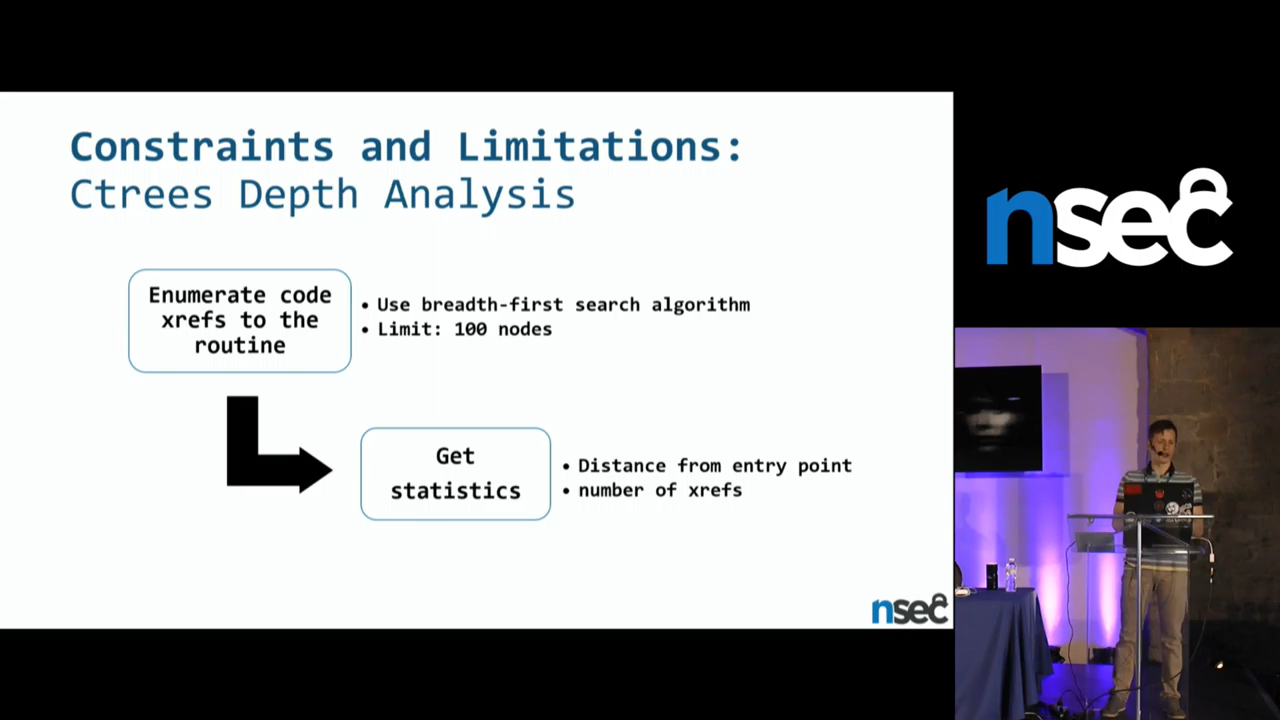 Constraints and Limitations:
Ctrees Depth Analysis
Enumerate code
xrefs to the
routine
• Use breadth-first search algorithm
• Limit: 100 nodes
Get
statistics
• Distance from entry point
• number of xrefs
nsec
nsec